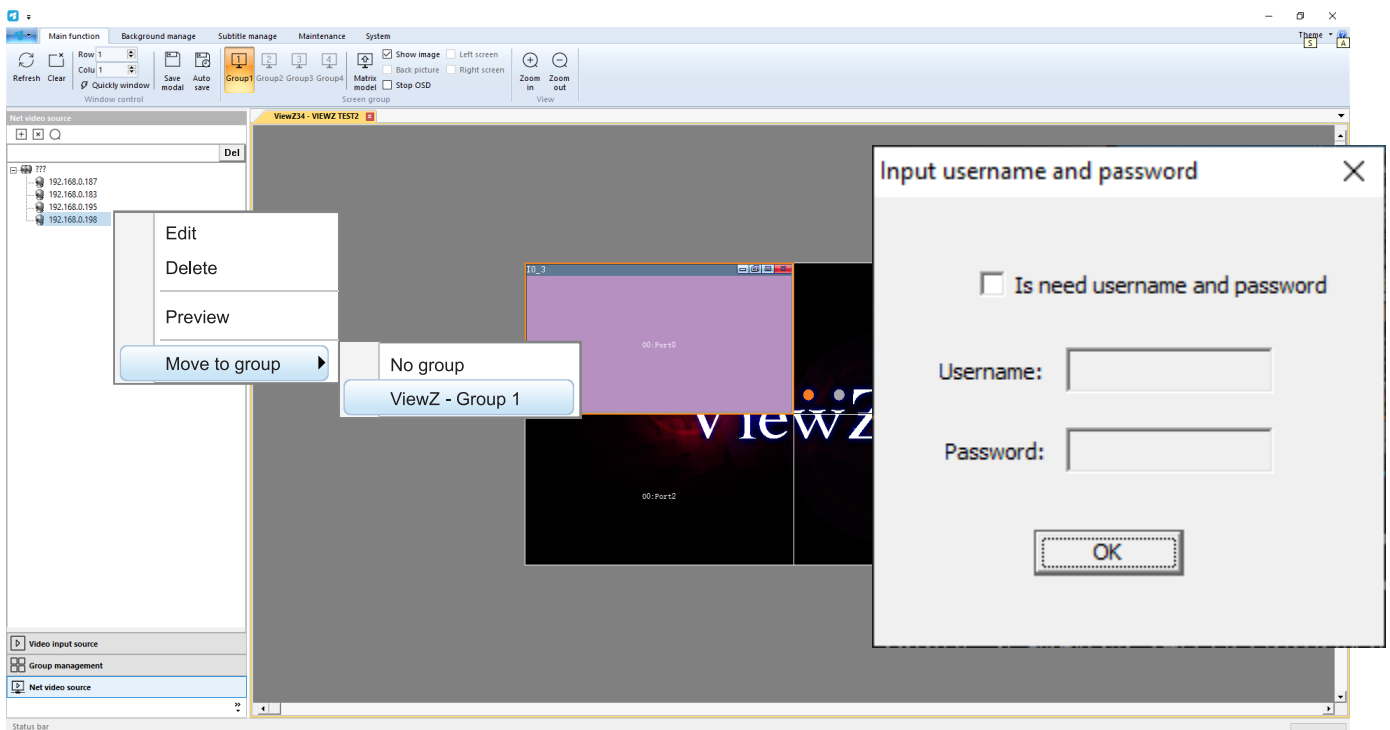 Main function Background manage Subtitle manage Maintenance System
Theme
S A
Refresh Clear
Row 1
Colu 1
Quickly window
Window control
Save modal
Auto save
Group1 Group2 Group3 Group4
1 2 3 4
Matrix model
Show image Left screen
Back picture Right screen
Stop OSD
Screen group
Zoom in
Zoom out
View
Net video source
ViewZ34 - VIEWZ TEST2
Del
???
192.168.0.187
192.168.0.183
192.168.0.195
192.168.0.198
Edit
Delete
Preview
Move to group
No group
ViewZ - Group 1
IO_3
00:Port0
ViewZ
00:Port2
Input username and password
Is need username and password
Username:
Password:
OK
Video input source
Group management
Net video source
Status bar